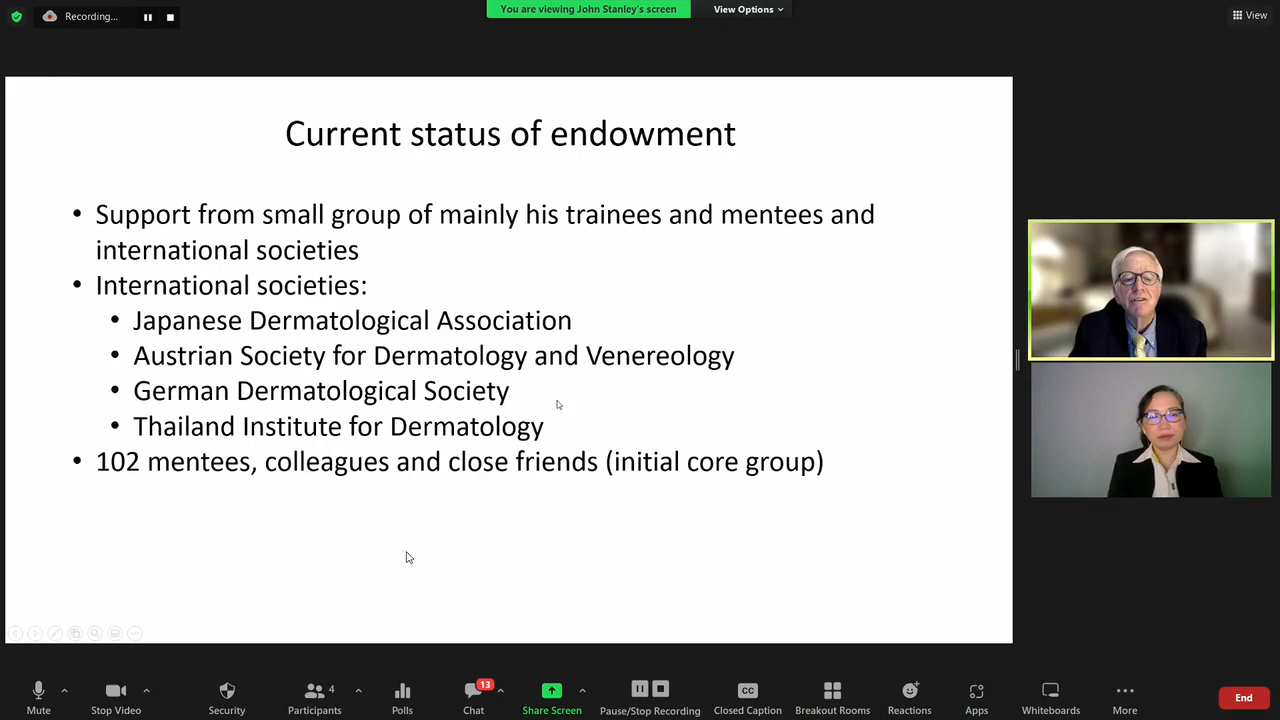 Recording...
You are viewing John Stanley's screen
View Options
View
Current status of endowment
• Support from small group of mainly his trainees and mentees and
international societies
• International societies:
• Japanese Dermatological Association
• Austrian Society for Dermatology and Venereology
• German Dermatological Society
• Thailand Institute for Dermatology
• 102 mentees, colleagues and close friends (initial core group)
4
13
CC
Mute
Stop Video
Security
Participants
Polls
Chat
Share Screen
Pause/Stop Recording
Closed Caption
Breakout Rooms
Reactions
Apps
Whiteboards
More
End